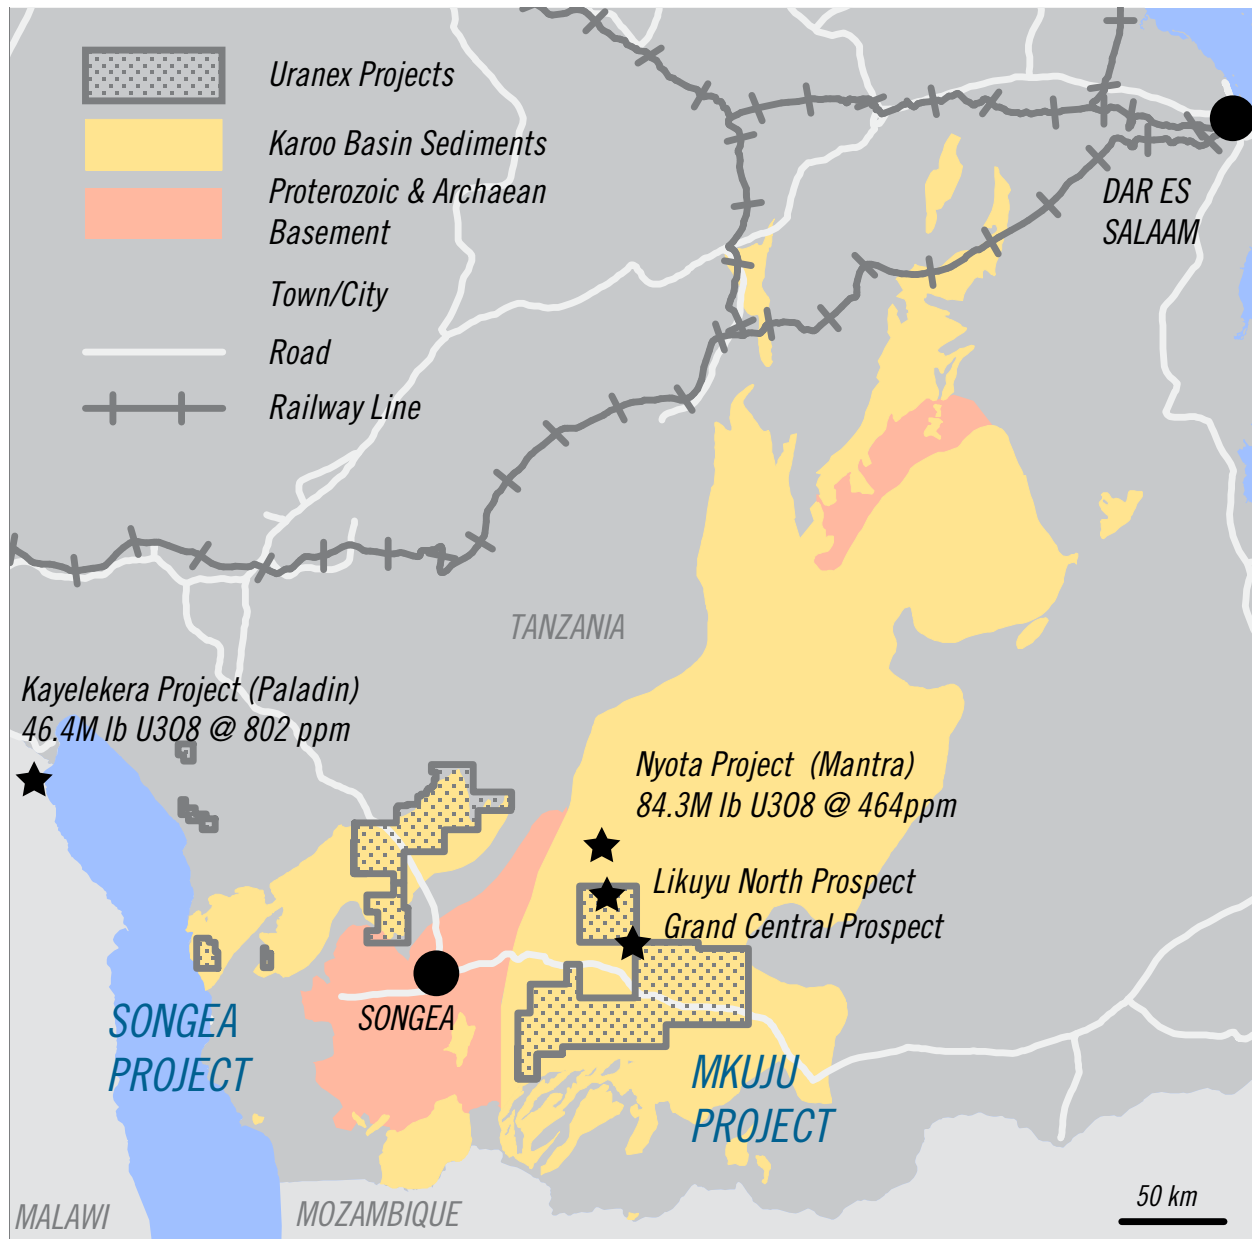 Uranex Projects
Karoo Basin Sediments
Proterozoic & Archaean
Basement
Town/City
Road
Railway Line
DAR ES
SALAAM
TANZANIA
Kayelekera Project (Paladin)
46.4M lb U3O8 @ 802 ppm
Nyota Project (Mantra)
84.3M lb U3O8 @ 464ppm
Likuyu North Prospect
Grand Central Prospect
SONGEA
SONGEA
PROJECT
MKUJU
PROJECT
50 km
MALAWI
MOZAMBIQUE